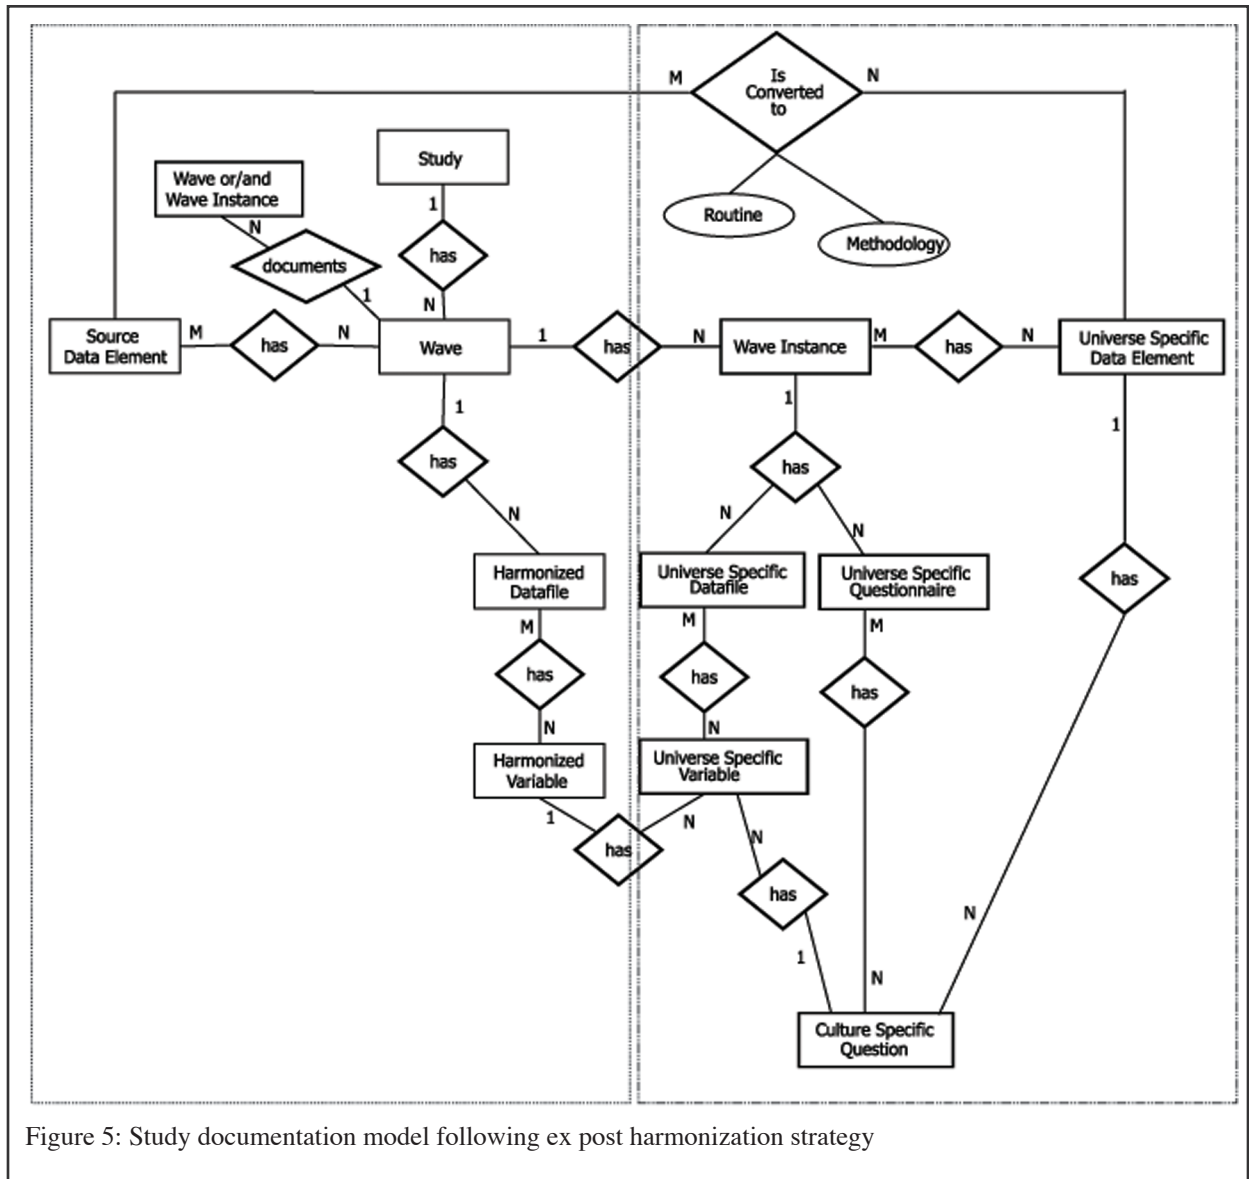 M
Is
Converted
to
N
Study
Wave or/and
Wave Instance
N
documents
1
1
has
N
Routine
Methodology
Source
Data Element
M
has
N
Wave
1
has
N
Wave Instance
M
has
N
Universe Specific
Data Element
1
has
N
1
has
N
N
1
has
Harmonized
Datafile
Universe Specific
Datafile
Universe Specific
Questionnaire
M
has
N
M
has
N
M
has
N
Harmonized
Variable
Universe Specific
Variable
1
has
N
N
has
1
N
Culture Specific
Question
Figure 5: Study documentation model following ex post harmonization strategy